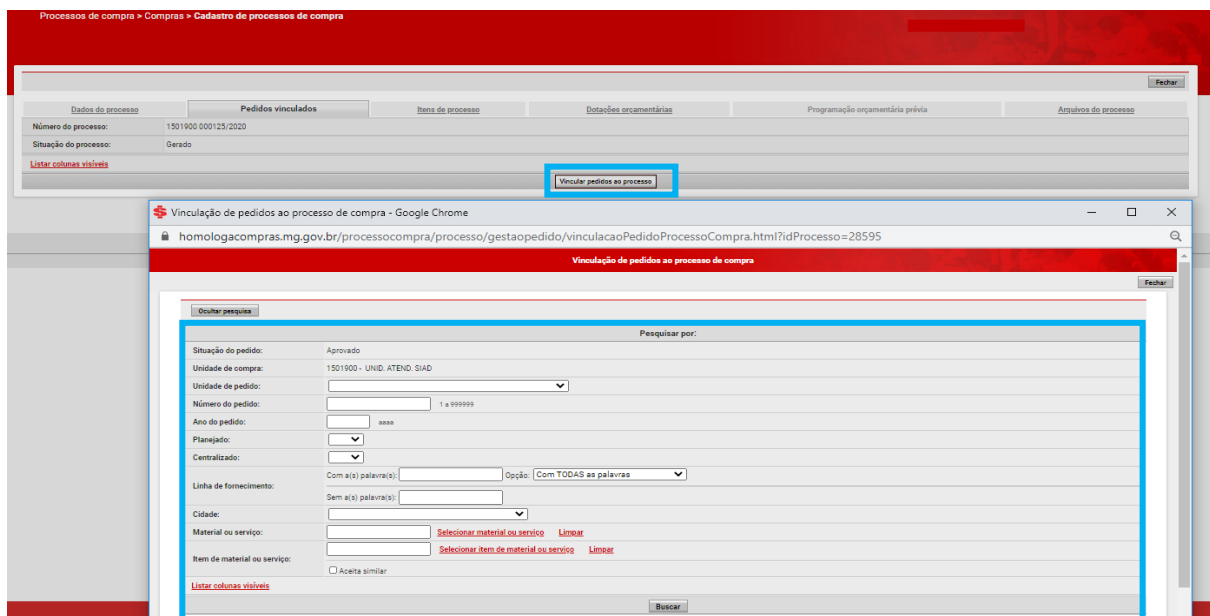 Processos de compra > Compras > Cadastro de processos de compra
Fechar
Dados do processo Pedidos vinculados Itens de processo Dotações orçamentárias Programação orçamentária prévia Arquivos do processo
Número do processo: 1501900 000125/2020
Situação do processo: Gerado
Listar colunas visíveis
Vincular pedidos ao processo
Vinculação de pedidos ao processo de compra - Google Chrome
homologacompras.mg.gov.br/processocompra/processo/gestaopedido/vinculacaoPedidoProcessoCompra.html?idProcesso=28595
Vinculação de pedidos ao processo de compra
Fechar
Ocultar pesquisa
Pesquisar por:
Situação do pedido: Aprovado
Unidade de compra: 1501900 - UNID. ATEND. SIAD
Unidade de pedido:
Número do pedido: 1 a 999999
Ano do pedido: aaaa
Planejado:
Centralizado:
Linha de fornecimento: Com a(s) palavra(s): Opção: Com TODAS as palavras
Sem a(s) palavra(s):
Cidade:
Material ou serviço: Selecionar material ou serviço Limpar
Item de material ou serviço: Selecionar item de material ou serviço Limpar
Aceita similar
Listar colunas visíveis
Buscar